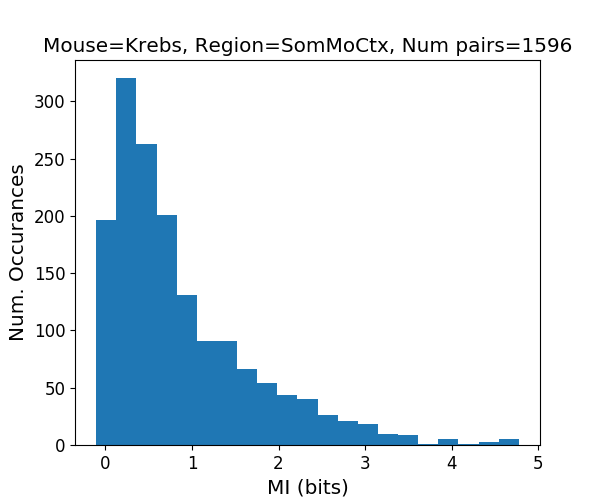 Mouse=Krebs, Region=SomMoCtx, Num pairs=1596
300
250
200
150
100
50
0
Num. Occurances
0 1 2 3 4 5
MI (bits)